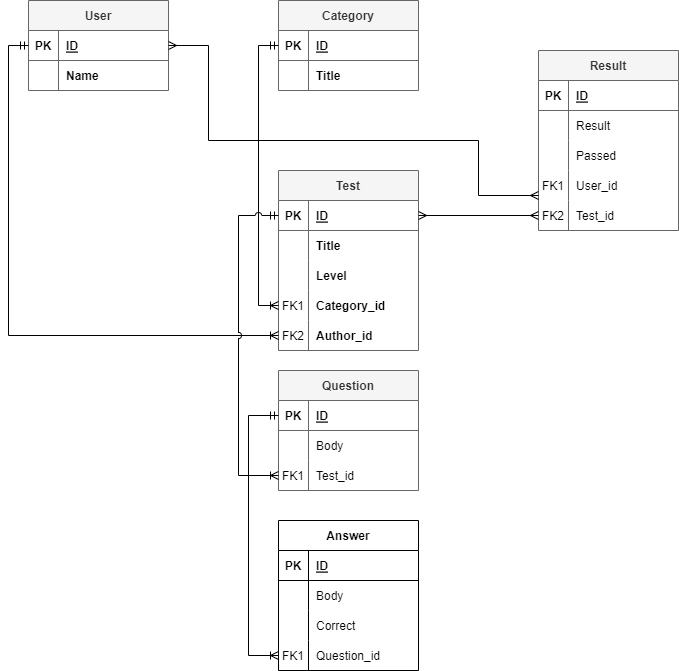 User
PK ID
Name
Category
PK ID
Title
Result
PK ID
Result
Passed
FK1 User_id
FK2 Test_id
Test
PK ID
Title
Level
FK1 Category_id
FK2 Author_id
Question
PK ID
Body
FK1 Test_id
Answer
PK ID
Body
Correct
FK1 Question_id